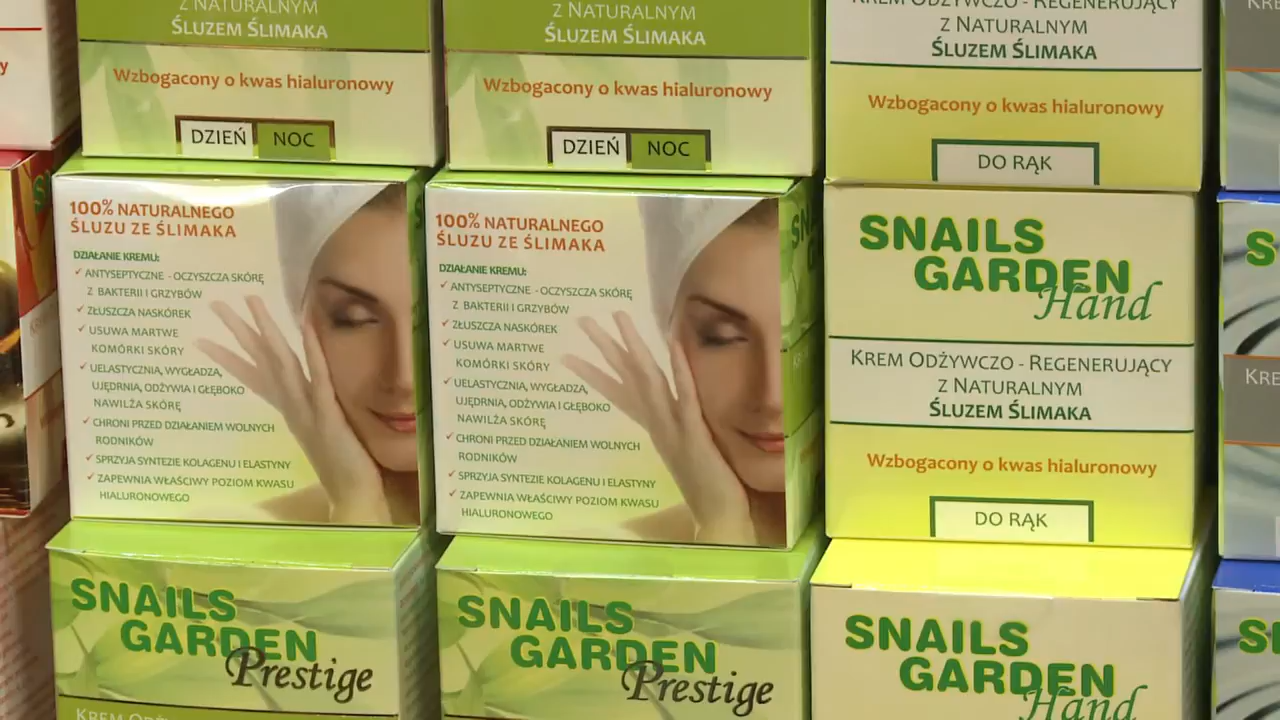 Z NATURALNYM
ŚLUZEM ŚLIMAKA
Wzbogacony o kwas hialuronowy
DZIEŃ NOC
Z NATURALNYM
ŚLUZEM ŚLIMAKA
Wzbogacony o kwas hialuronowy
DZIEŃ NOC
KREM ODŻYWCZO - REGENERUJĄCY
Z NATURALNYM
ŚLUZEM ŚLIMAKA
Wzbogacony o kwas hialuronowy
DO RĄK
100% NATURALNEGO
ŚLUZU ZE ŚLIMAKA
DZIAŁANIE KREMU:
ANTYSEPTYCZNE - OCZYSZCZA SKÓRĘ
Z BAKTERII I GRZYBÓW
ZŁUSZCZA NASKÓREK
USUWA MARTWE
KOMÓRKI SKÓRY
UELASTYCZNIA, WYGŁADZA,
UJĘDRNIA, ODŻYWIA I GŁĘBOKO
NAWILŻA SKÓRĘ
CHRONI PRZED DZIAŁANIEM WOLNYCH
RODNIKÓW
SPRZYJA SYNTEZIE KOLAGENU I ELASTYNY
ZAPEWNIA WŁAŚCIWY POZIOM KWASU
HIALURONOWEGO
100% NATURALNEGO
ŚLUZU ZE ŚLIMAKA
DZIAŁANIE KREMU:
ANTYSEPTYCZNE - OCZYSZCZA SKÓRĘ
Z BAKTERII I GRZYBÓW
ZŁUSZCZA NASKÓREK
USUWA MARTWE
KOMÓRKI SKÓRY
UELASTYCZNIA, WYGŁADZA,
UJĘDRNIA, ODŻYWIA I GŁĘBOKO
NAWILŻA SKÓRĘ
CHRONI PRZED DZIAŁANIEM WOLNYCH
RODNIKÓW
SPRZYJA SYNTEZIE KOLAGENU I ELASTYNY
ZAPEWNIA WŁAŚCIWY POZIOM KWASU
HIALURONOWEGO
SNAILS
GARDEN
Hand
KREM ODŻYWCZO - REGENERUJĄCY
Z NATURALNYM
ŚLUZEM ŚLIMAKA
Wzbogacony o kwas hialuronowy
DO RĄK
SNAILS
GARDEN
Prestige
KREM
SNAILS
GARDEN
Prestige
SNAILS
GARDEN
Hand